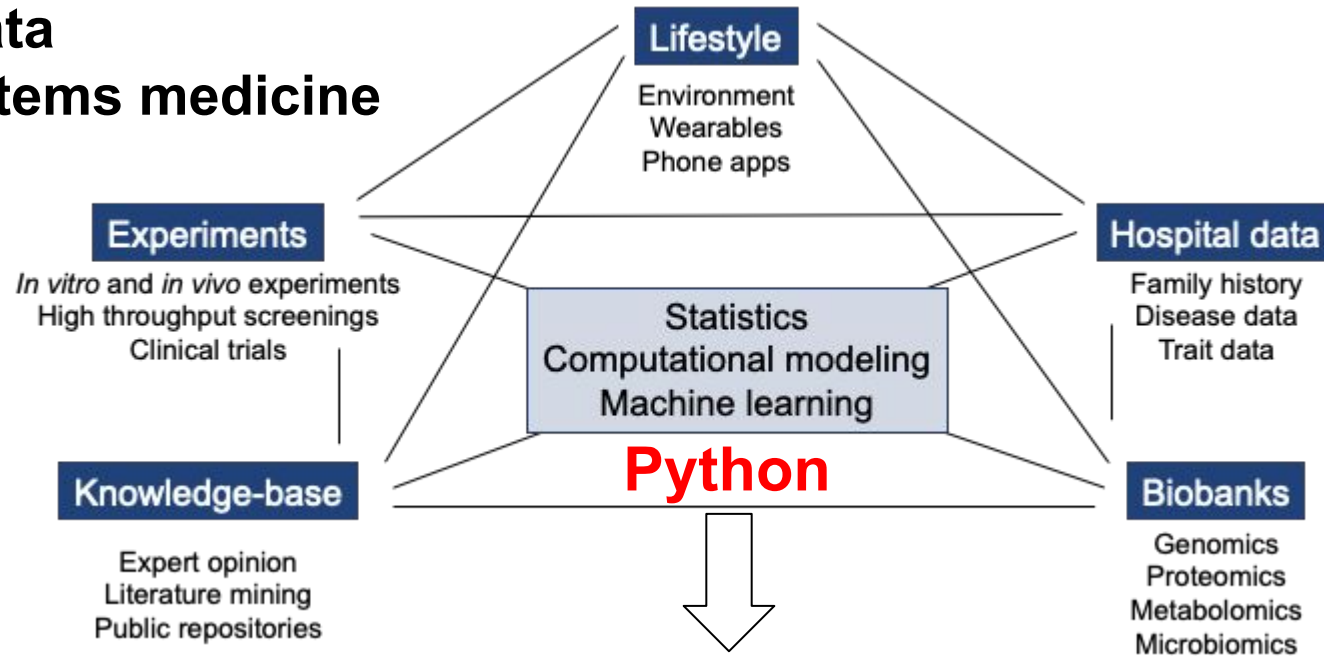 ata
tems medicine
Lifestyle
Environment
Wearables
Phone apps
Experiments
In vitro and in vivo experiments
High throughput screenings
Clinical trials
Hospital data
Family history
Disease data
Trait data
Statistics
Computational modeling
Machine learning
Python
Knowledge-base
Expert opinion
Literature mining
Public repositories
Biobanks
Genomics
Proteomics
Metabolomics
Microbiomics